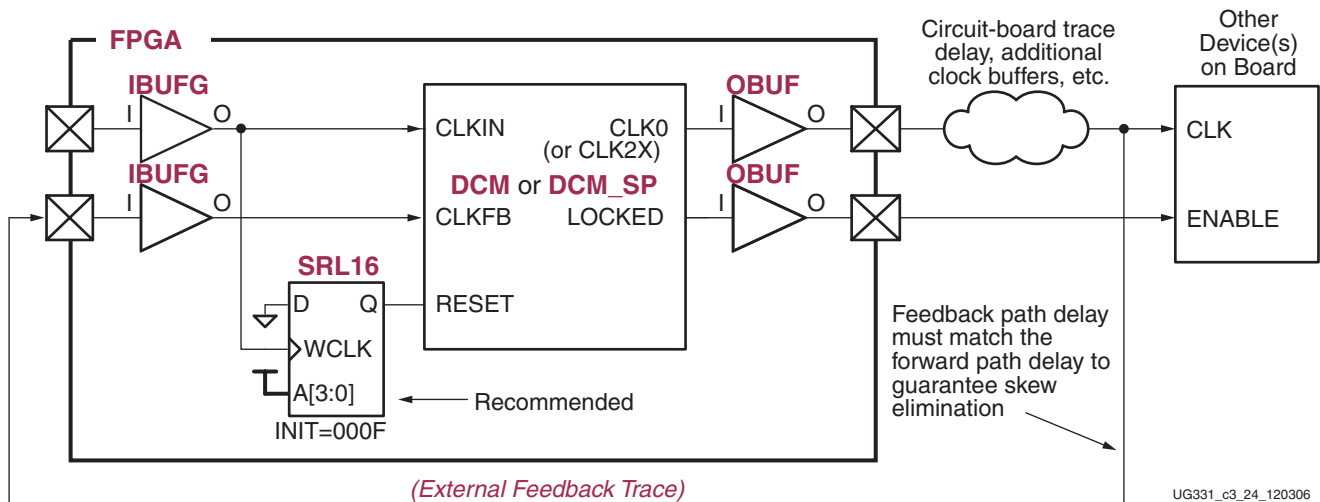 FPGA
Circuit-board trace
delay, additional
clock buffers, etc.
Other
Device(s)
on Board
IBUFG
I
O
IBUFG
I
O
CLKIN
CLK0
(or CLK2X)
DCM or DCM_SP
CLKFB
LOCKED
RESET
OBUF
I
O
OBUF
I
O
CLK
ENABLE
SRL16
D
Q
WCLK
A[3:0]
INIT=000F
Recommended
Feedback path delay
must match the
forward path delay to
guarantee skew
elimination
(External Feedback Trace)
UG331_c3_24_120306